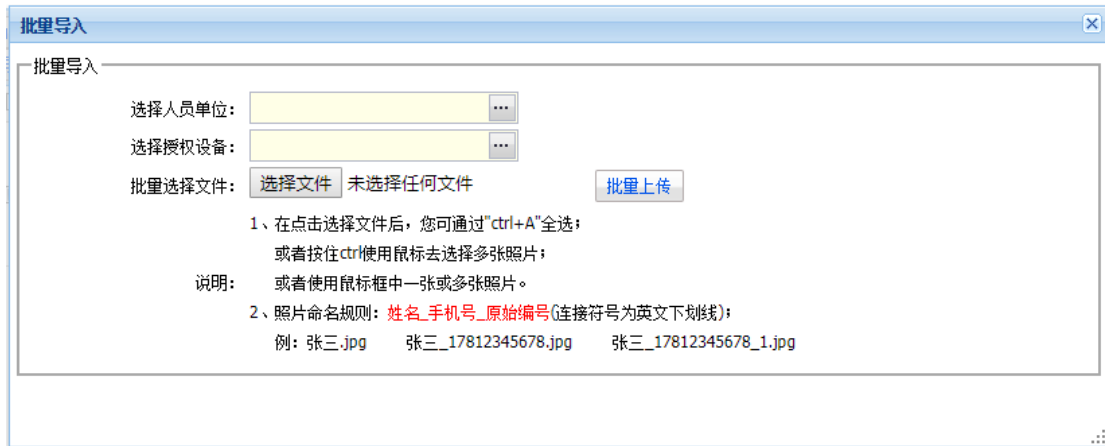 批量导入
批量导入
选择人员单位：
选择授权设备：
批量选择文件： 选择文件 未选择任何文件 批量上传
1、在点击选择文件后，您可通过"ctrl+A"全选；
或者按住ctrl使用鼠标去选择多张照片；
说明： 或者使用鼠标框中一张或多张照片。
2、照片命名规则：姓名_手机号_原始编号(连接符号为英文下划线)；
例：张三.jpg 张三_17812345678.jpg 张三_17812345678_1.jpg